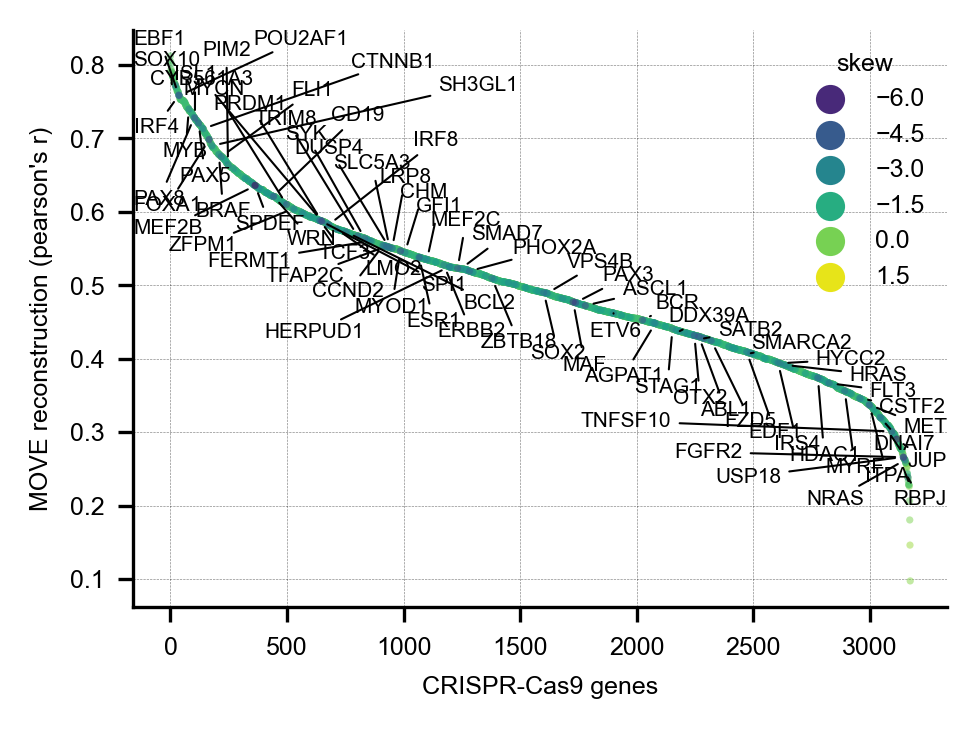 EBF1
POU2AF1
PIM2
SOX10
CTNNB1
skew
ISL1
CYB561A3
SH3GL1
MYCN
FLI1
−6.0
PRDM1
CD19
IRF4
TRIM8
−4.5
SYK
IRF8
MYB
DUSP4
SLC5A3
−3.0
PAX5
LRP8
CHM
PAX8
FOXA1
GFI1
−1.5
BRAF
MEF2C
MEF2B
SPDEF
SMAD7
0.0
ZFPM1
WRN
PHOX2A
FERMT1
TCF3
VPS4B
1.5
TFAP2C
LMO2
PAX3
CCND2
SPI1
ASCL1
MYOD1
BCL2
BCR
HERPUD1
ESR1
ERBB2
ETV6
DDX39A
ZBTB18
SATB2
SOX2
SMARCA2
MAF
HYCC2
AGPAT1
HRAS
STAG1
FLT3
OTX2
CSTF2
ABL1
TNFSF10
FZD5
MET
EDF1
IRS4
DNAI7
FGFR2
HDAC1
JUP
MYRF
USP18
ITPA
NRAS
RBPJ
0.8
0.7
0.6
0.5
0.4
0.3
0.2
0.1
MOVE reconstruction (pearson's r)
0
500
1000
1500
2000
2500
3000
CRISPR-Cas9 genes